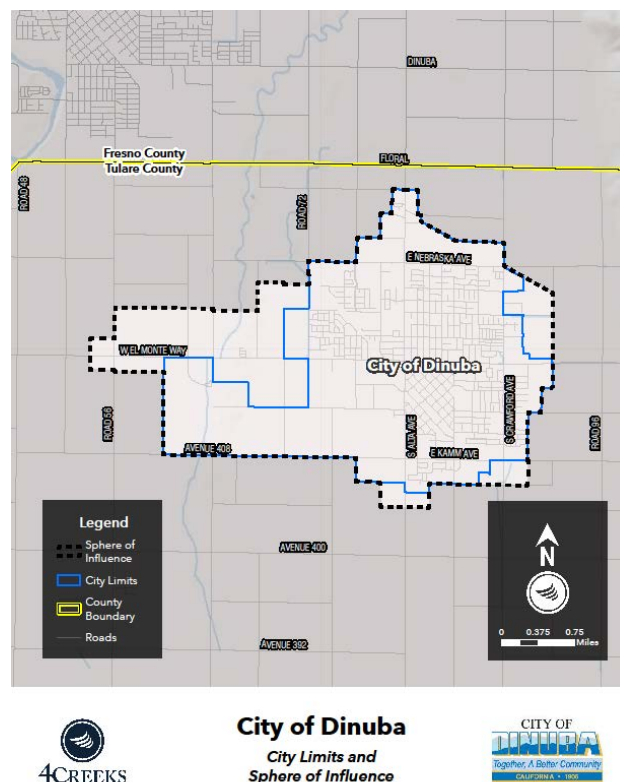 DINUBA
Fresno County
Tulare County
FLORAL
ROAD 48
ROAD 72
E NEBRASKA AVE
W EL MONTE WAY
City of Dinuba
ROAD 56
S ALTA AVE
S CRAWFORD AVE
ROAD 96
AVENUE 408
E KAMM AVE
Legend
Sphere of
Influence
City Limits
County
Boundary
Roads
AVENUE 400
AVENUE 392
N
0 0.375 0.75
Miles
4CREEKS
City of Dinuba
City Limits and
Sphere of Influence
CITY OF
DINUBA
Together, A Better Community
CALIFORNIA • 1906